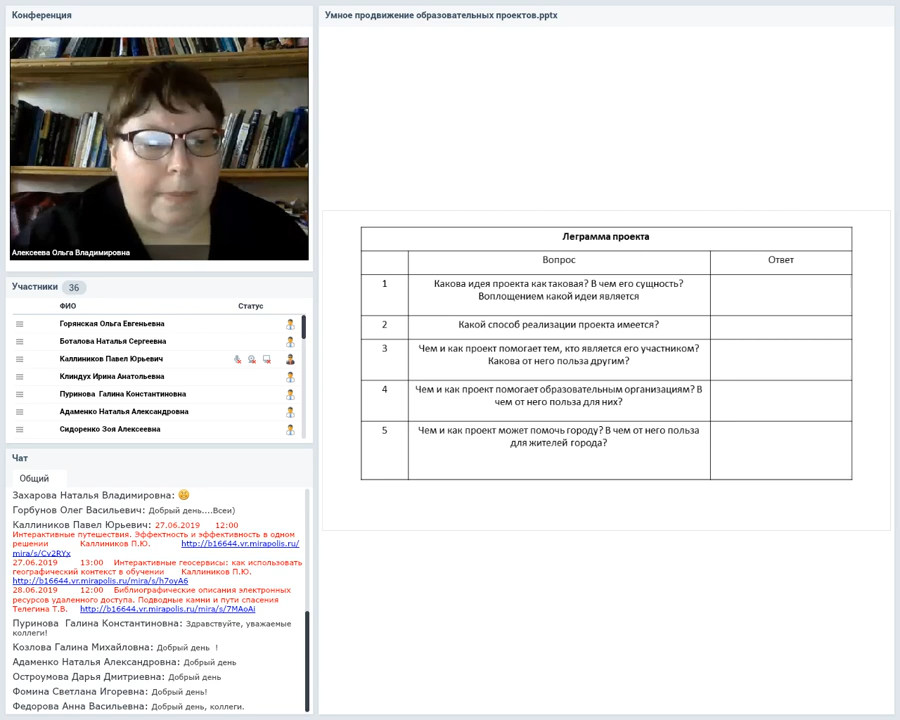 Конференция
Алексеева Ольга Владимировна
Участники 36
ФИО Статус
Горянская Ольга Евгеньевна
Боталова Наталья Сергеевна
Каллиников Павел Юрьевич
Клиндух Ирина Анатольевна
Пуринова Галина Константиновна
Адаменко Наталья Александровна
Сидоренко Зоя Алексеевна
Чат
Общий
Захарова Наталья Владимировна:
Горбунов Олег Васильевич: Добрый день....Всеи)
Каллиников Павел Юрьевич: 27.06.2019 12:00
Интерактивные путешествия. Эффектность и эффективность в одном
решении Каллиников П.Ю. http://b16644.vr.mirapolis.ru/
mira/s/Cv2RYx
27.06.2019 13:00 Интерактивные геосервисы: как использовать
географический контекст в обучении Каллиников П.Ю.
http://b16644.vr.mirapolis.ru/mira/s/h7oyA6
28.06.2019 12:00 Библиографические описания электронных
ресурсов удаленного доступа. Подводные камни и пути спасения
Телегина Т.В. http://b16644.vr.mirapolis.ru/mira/s/7MAoAi
Пуринова Галина Константиновна: Здравствуйте, уважаемые
коллеги!
Козлова Галина Михайловна: Добрый день !
Адаменко Наталья Александровна: Добрый день
Остроумова Дарья Дмитриевна: Добрый день
Фомина Светлана Игоревна: Добрый день!
Федорова Анна Васильевна: Добрый день, коллеги.
Умное продвижение образовательных проектов.pptx
Леграмма проекта
Вопрос Ответ
1 Какова идея проекта как таковая? В чем его сущность?
Воплощением какой идеи является
2 Какой способ реализации проекта имеется?
3 Чем и как проект помогает тем, кто является его участником?
Какова от него польза другим?
4 Чем и как проект помогает образовательным организациям? В
чем от него польза для них?
5 Чем и как проект может помочь городу? В чем от него польза
для жителей города?